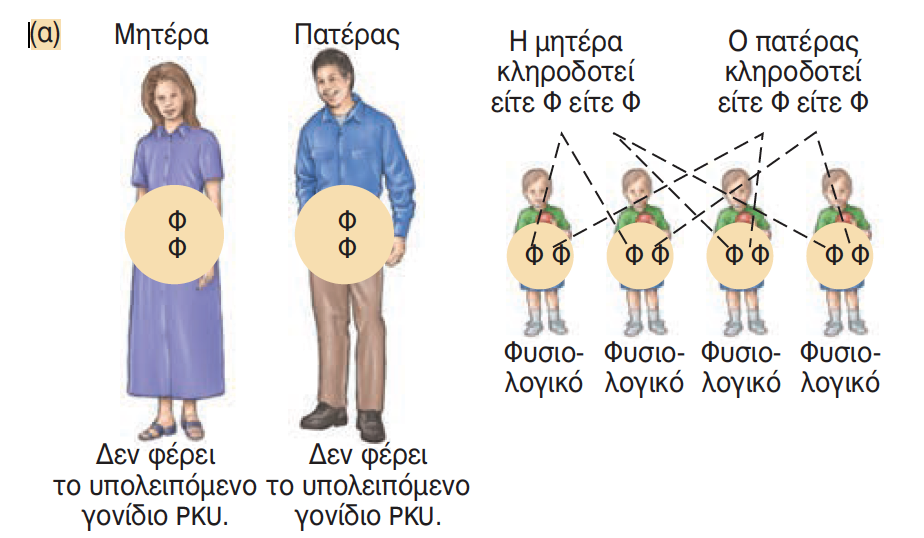 (α)
Μητέρα
Πατέρας
Η μητέρα
κληροδοτεί
είτε Φ είτε Φ
Ο πατέρας
κληροδοτεί
είτε Φ είτε Φ
Φ
Φ
Φ
Φ
Φ Φ
Φ Φ
Φ Φ
Φ Φ
Φυσιο-
λογικό
Φυσιο-
λογικό
Φυσιο-
λογικό
Φυσιο-
λογικό
Δεν φέρει
το υπολειπόμενο
γονίδιο PKU.
Δεν φέρει
το υπολειπόμενο
γονίδιο PKU.